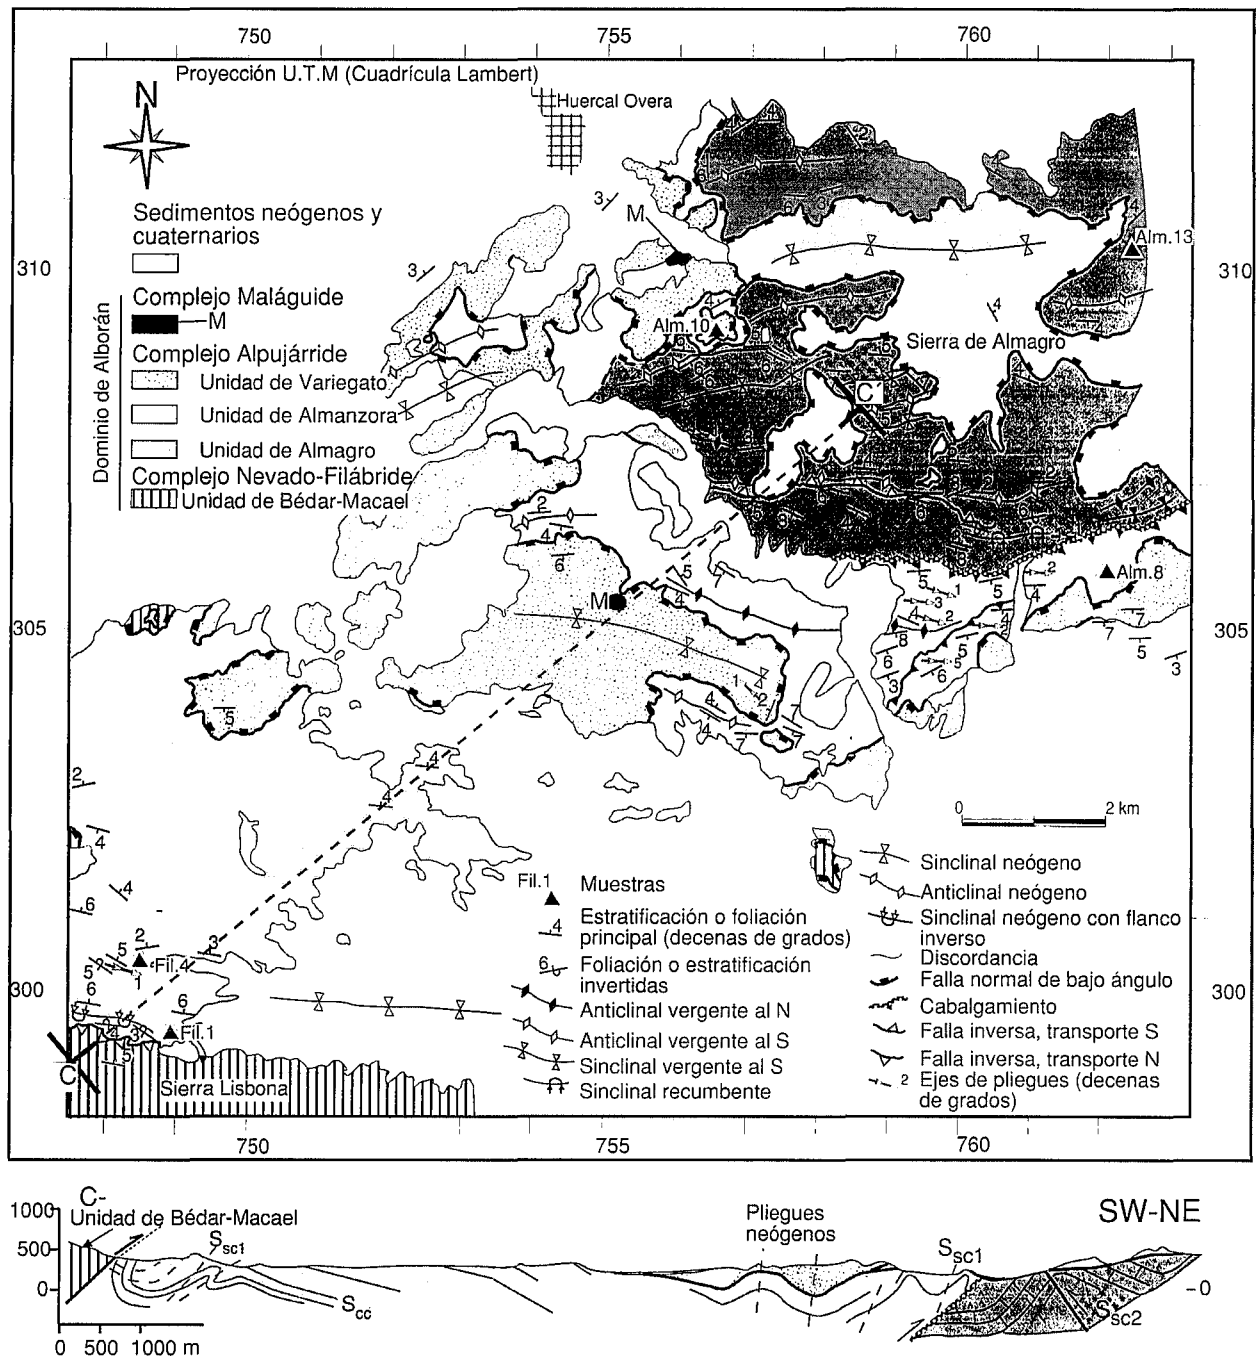 750 755 760
Proyección U.T.M (Cuadrícula Lambert)
N
Huercal Overa
Sedimentos neógenos y
cuaternarios
Complejo Maláguide
M
Complejo Alpujárride
Unidad de Variegato
Unidad de Almanzora
Unidad de Almagro
Complejo Nevado-Filábride
Unidad de Bédar-Macael
Dominio de Alborán
310
310
M
Alm.13
Alm.10
Sierra de Almagro
C´
Alm.8
M
305
305
0 2 km
Fil.1
Muestras
Estratificación o foliación
principal (decenas de grados)
Foliación o estratificación
invertidas
Anticlinal vergente al N
Anticlinal vergente al S
Sinclinal vergente al S
Sinclinal recumbente
Sinclinal neógeno
Anticlinal neógeno
Sinclinal neógeno con flanco
inverso
Discordancia
Falla normal de bajo ángulo
Cabalgamiento
Falla inversa, transporte S
Falla inversa, transporte N
Ejes de pliegues (decenas
de grados)
Fil.4
300
300
Fil.1
C
Sierra Lisbona
750 755 760
C-
Unidad de Bédar-Macael
1000
500
0
Ssc1
Scc
Pliegues
neógenos
SW-NE
Ssc1
0
Ssc2
0 500 1000 m